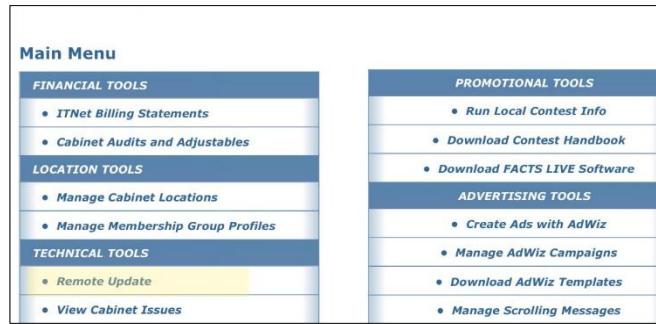 Main Menu
FINANCIAL TOOLS
• ITNet Billing Statements
• Cabinet Audits and Adjustables
LOCATION TOOLS
• Manage Cabinet Locations
• Manage Membership Group Profiles
TECHNICAL TOOLS
• Remote Update
• View Cabinet Issues
PROMOTIONAL TOOLS
• Run Local Contest Info
• Download Contest Handbook
• Download FACTS LIVE Software
ADVERTISING TOOLS
• Create Ads with AdWiz
• Manage AdWiz Campaigns
• Download AdWiz Templates
• Manage Scrolling Messages